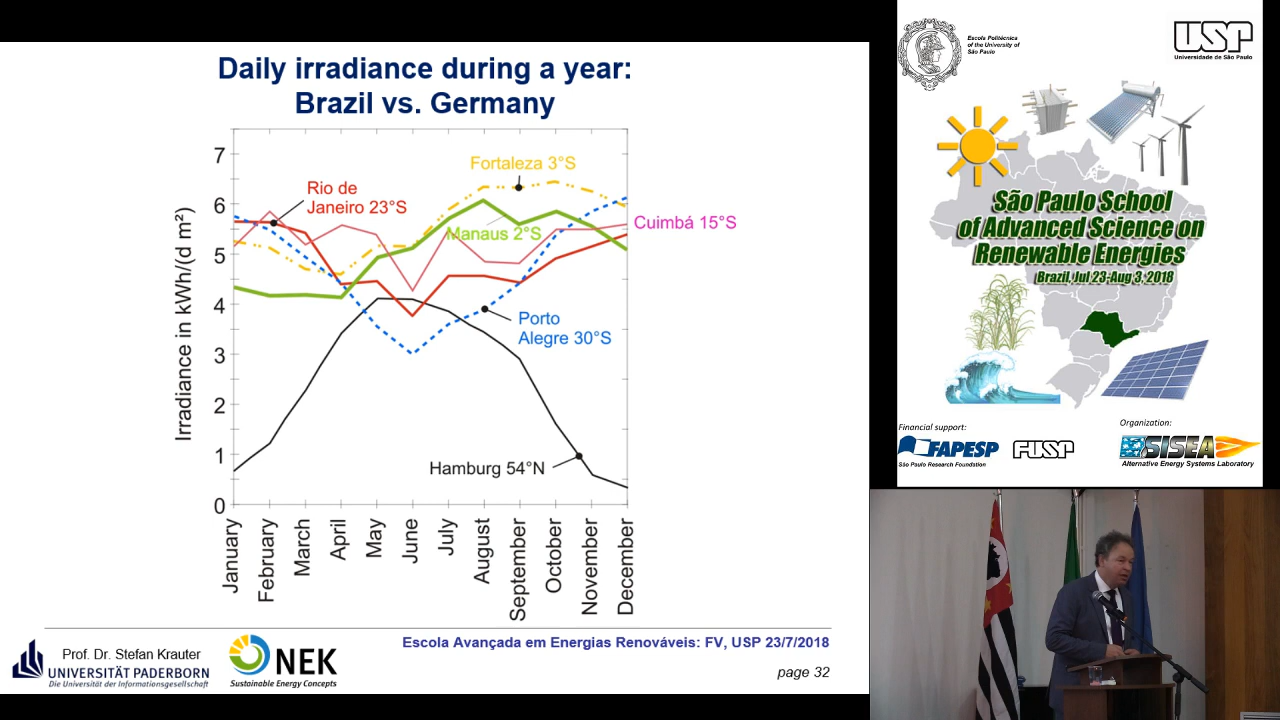 Daily irradiance during a year:
Brazil vs. Germany
Irradiance in kWh/(d m²)
7
6
5
4
3
2
1
0
Fortaleza 3°S
Rio de
Janeiro 23°S
Cuimbá 15°S
Manaus 2°S
Porto
Alegre 30°S
Hamburg 54°N
January
February
March
April
May
June
July
August
September
October
November
December
Prof. Dr. Stefan Krauter
UNIVERSITÄT PADERBORN
Die Universität der Informationsgesellschaft
NEK
Sustainable Energy Concepts
Escola Avançada em Energias Renováveis: FV, USP 23/7/2018
page 32
Escola Politécnica
of the University of
São Paulo
USP
Universidade de São Paulo
São Paulo School
of Advanced Science on
Renewable Energies
Brazil, Jul 23-Aug 3, 2018
Financial support:
FAPESP
São Paulo Research Foundation
FUSP
Organization:
SISEA
Alternative Energy Systems Laboratory